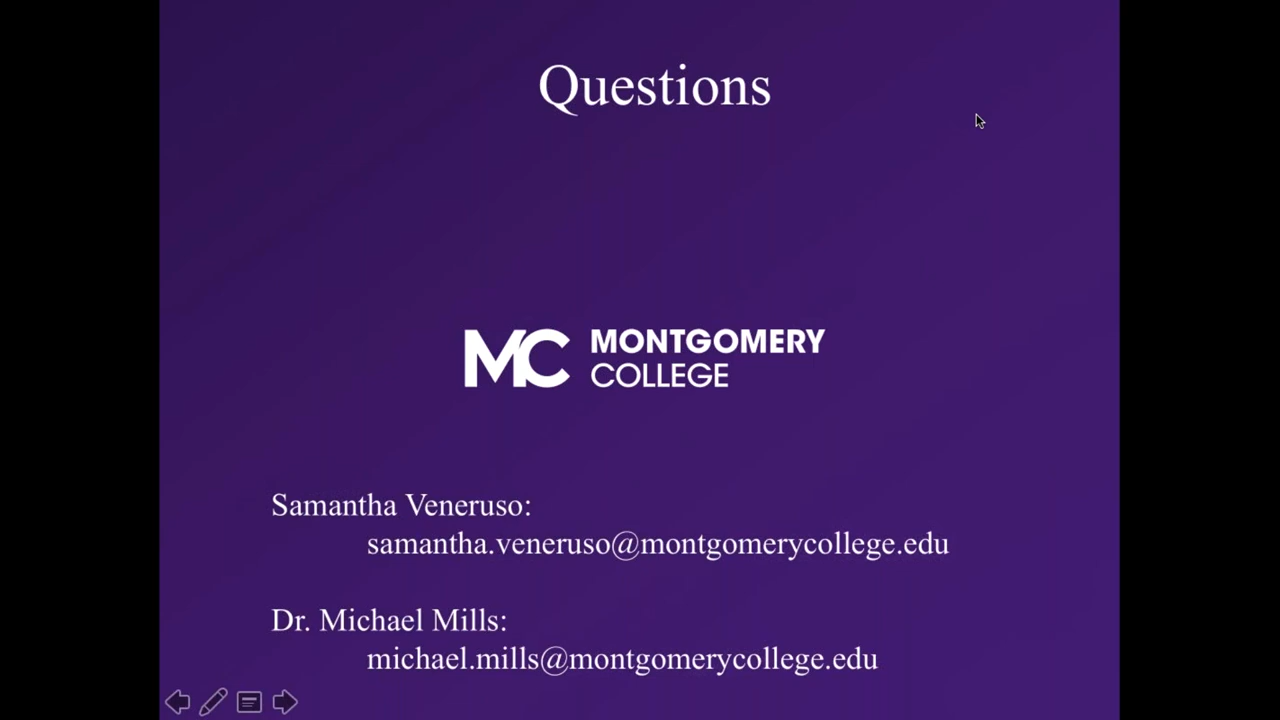 Questions
MC MONTGOMERY
COLLEGE
Samantha Veneruso:
samantha.veneruso@montgomerycollege.edu
Dr. Michael Mills:
michael.mills@montgomerycollege.edu